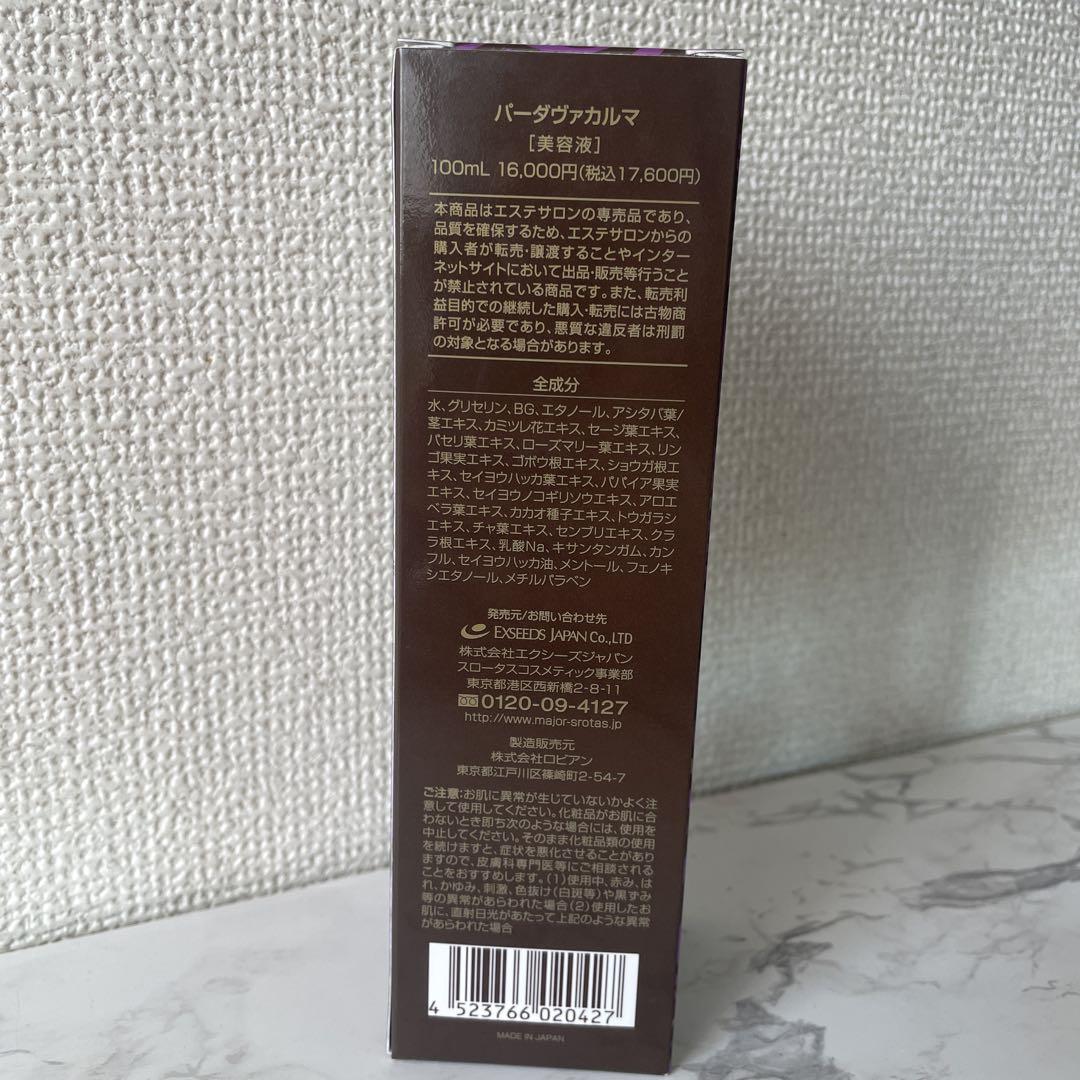 パーダヴァカルマ
[美容液]
100mL 16,000円(税込17,600円)
本商品はエステサロンの専売品であり、
品質を確保するため、エステサロンからの
購入者が転売・譲渡することやインター
ネットサイトにおいて出品・販売等行うこと
が禁止されている商品です。また、転売利
益目的での継続した購入・転売には古物商
許可が必要であり、悪質な違反者は刑罰
の対象となる場合があります。
全成分
水、グリセリン、BG、エタノール、アシタバ葉/
茎エキス、カミツレ花エキス、セージ葉エキス、
パセリ葉エキス、ローズマリー葉エキス、リン
ゴ果実エキス、ゴボウ根エキス、ショウガ根エ
キス、セイヨウハッカ葉エキス、パパイア果実
エキス、セイヨウノコギリソウエキス、アロエ
ベラ葉エキス、カカオ種子エキス、トウガラシ
エキス、チャ葉エキス、センブリエキス、クラ
ラ根エキス、乳酸Na、キサンタンガム、カン
フル、セイヨウハッカ油、メントール、フェノキ
シエタノール、メチルパラベン
発売元/お問い合わせ先
EXSEEDS JAPAN CO.,LTD
株式会社エクシーズジャパン
スロータスコスメティック事業部
東京都港区西新橋2-8-11
0120-09-4127
http://www.major-srotas.jp
製造販売元
株式会社ロビアン
東京都江戸川区篠崎町2-54-7
ご注意:お肌に異常が生じていないかよく注
意して使用してください。化粧品がお肌に合
わないとき即ち次のような場合には、使用を
中止してください。そのまま化粧品類の使用
を続けますと、症状を悪化させることがあり
ますので、皮膚科専門医等にご相談される
ことをおすすめします。(1)使用中、赤み、は
れ、かゆみ、刺激、色抜け(白斑等)や黒ずみ
等の異常があらわれた場合(2)使用したお
肌に、直射日光があたって上記のような異常
があらわれた場合
4 523766 020427
MADE IN JAPAN